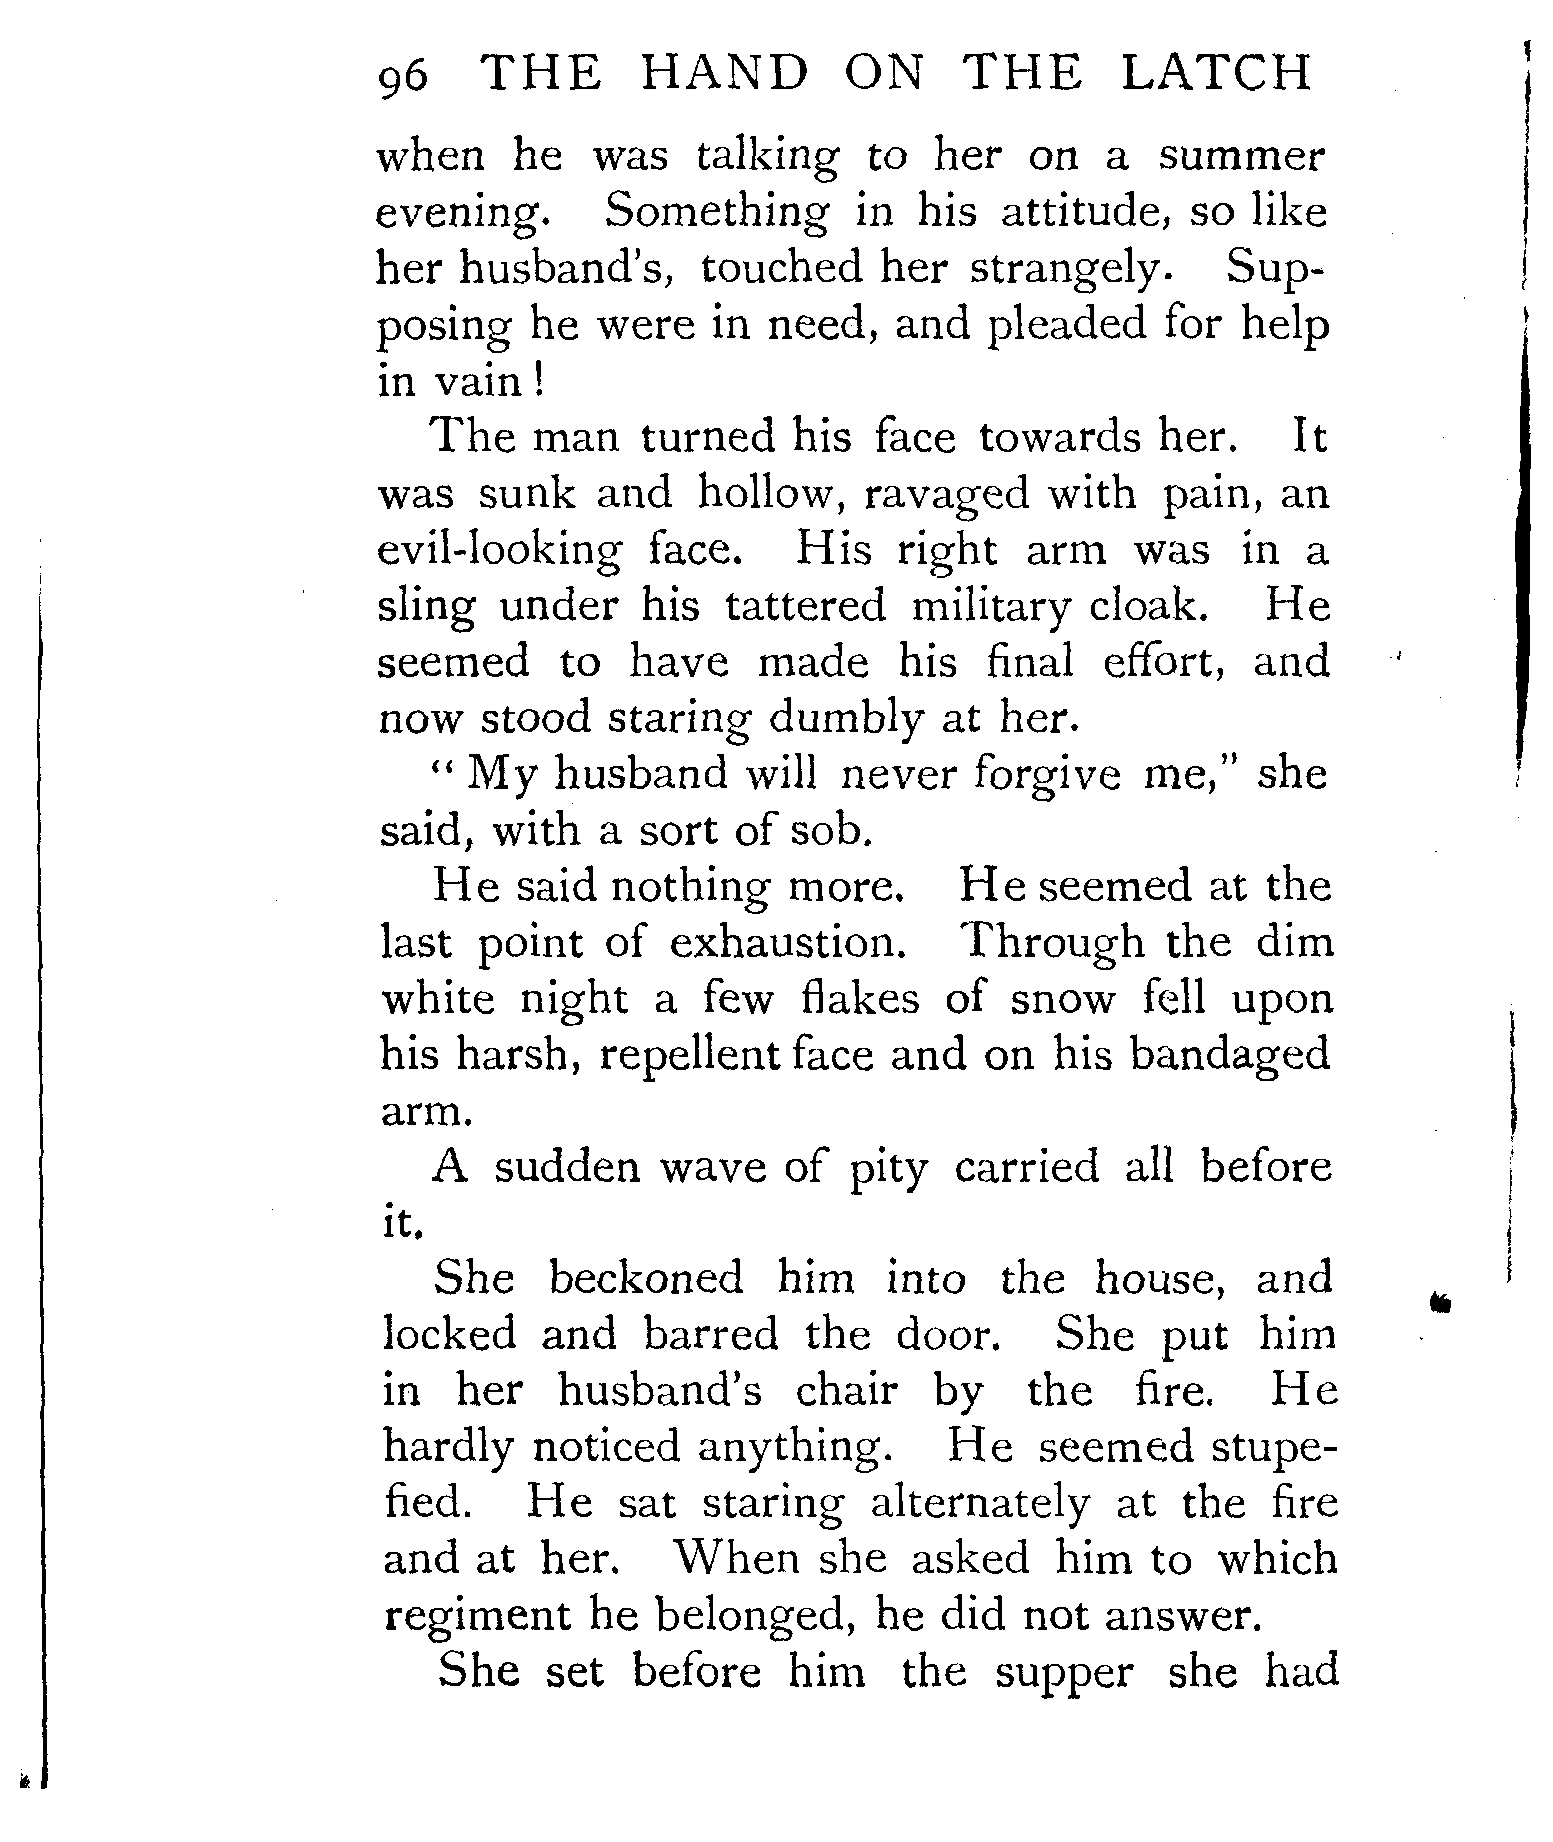 96 THE HAND ON THE LATCH
when he was talking to her on a summer
evening. Something in his attitude, so like
her husband's, touched her strangely. Sup-
posing he were in need, and pleaded for help
in vain!
The man turned his face towards her. It
was sunk and hollow, ravaged with pain, an
evil-looking face. His right arm was in a
sling under his tattered military cloak. He
seemed to have made his final effort, and
now stood staring dumbly at her.
"My husband will never forgive me," she
said, with a sort of sob.
He said nothing more. He seemed at the
last point of exhaustion. Through the dim
white night a few flakes of snow fell upon
his harsh, repellent face and on his bandaged
arm.
A sudden wave of pity carried all before
it.
She beckoned him into the house, and
locked and barred the door. She put him
in her husband's chair by the fire. He
hardly noticed anything. He seemed stupe-
fied. He sat staring alternately at the fire
and at her. When she asked him to which
regiment he belonged, he did not answer.
She set before him the supper she had